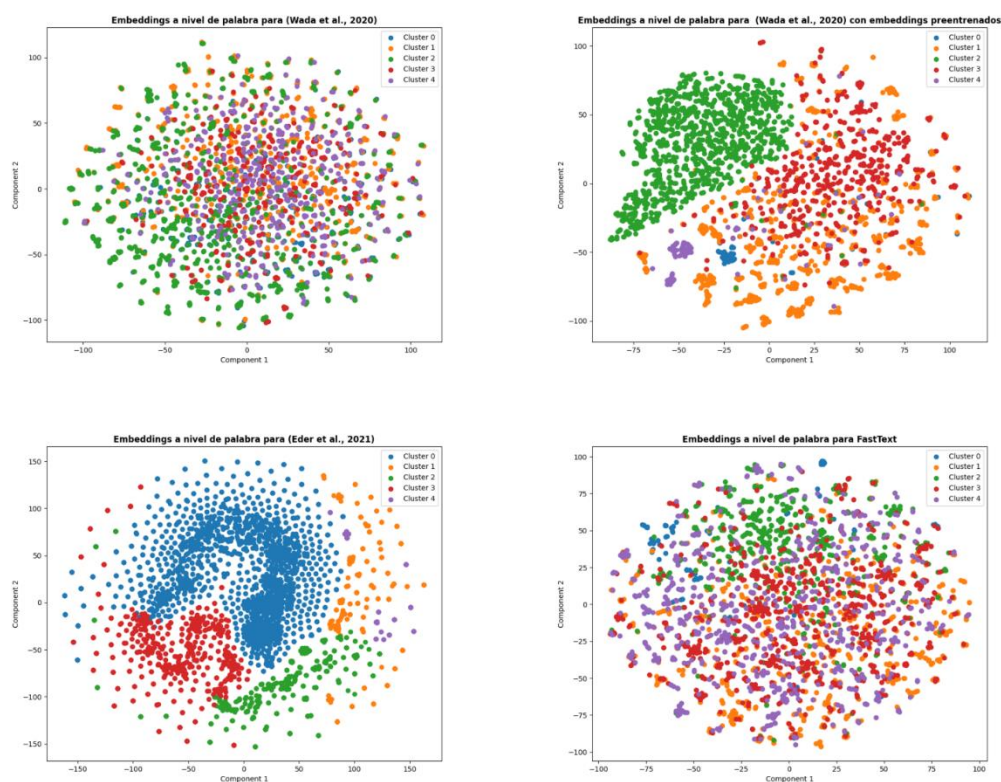 Embeddings a nivel de palabra para (Wada et al., 2020)
Cluster 0
Cluster 1
Cluster 2
Cluster 3
Cluster 4
Component 2
100
50
0
−50
−100
−100
−50
0
50
100
Component 1
Embeddings a nivel de palabra para (Wada et al., 2020) con embeddings preentrenados
Cluster 0
Cluster 1
Cluster 2
Cluster 3
Cluster 4
Component 2
100
50
0
−50
−100
−75
−50
−25
0
25
50
75
100
Component 1
Embeddings a nivel de palabra para (Eder et al., 2021)
Cluster 0
Cluster 1
Cluster 2
Cluster 3
Cluster 4
Component 2
150
100
50
0
−50
−100
−150
−150
−100
−50
0
50
100
150
Component 1
Embeddings a nivel de palabra para FastText
Cluster 0
Cluster 1
Cluster 2
Cluster 3
Cluster 4
Component 2
100
75
50
25
0
−25
−50
−75
−100
−100
−75
−50
−25
0
25
50
75
100
Component 1